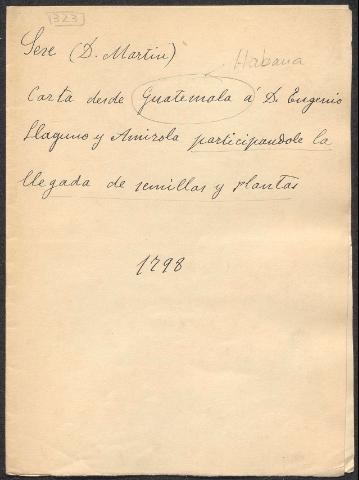 323
Sese (D. Martin)
Habana
Carta desde Guatemala á D. Eugenio
Llaguno y Amirola participandole la
llegada de semillas y plantas
1798